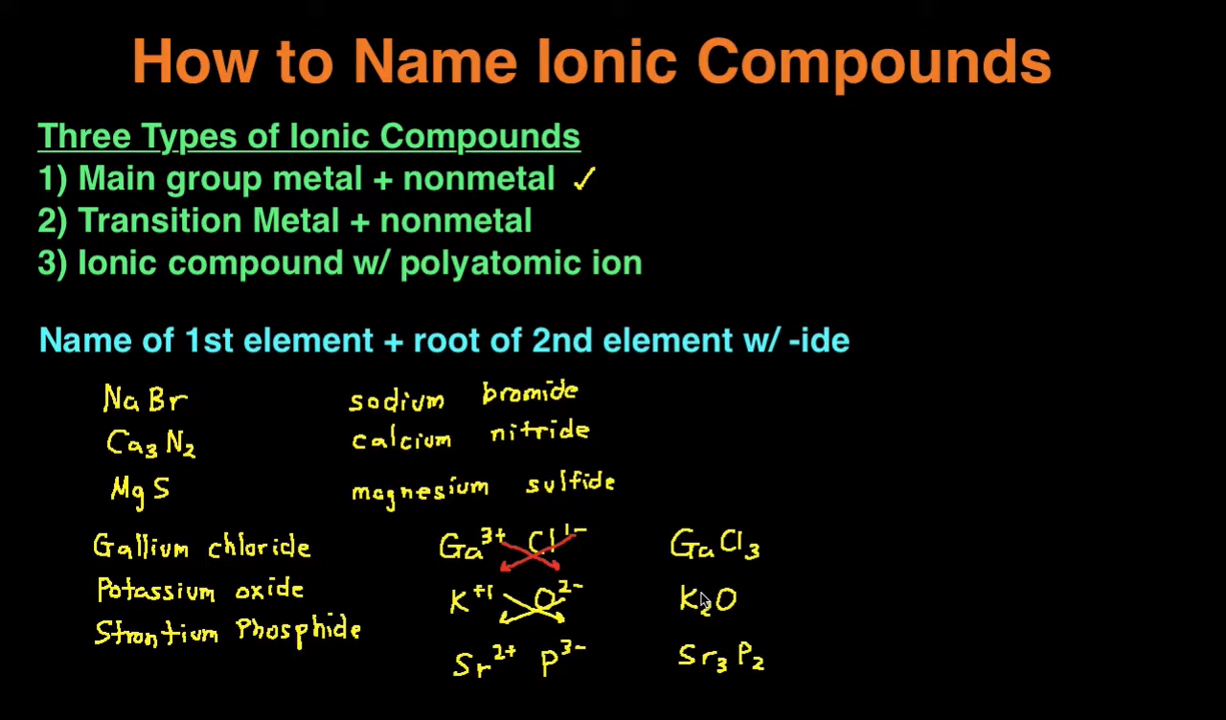 How to Name Ionic Compounds
Three Types of Ionic Compounds
1) Main group metal + nonmetal ✓
2) Transition Metal + nonmetal
3) Ionic compound w/ polyatomic ion
Name of 1st element + root of 2nd element w/ -ide
NaBr sodium bromide
Ca₃N₂ calcium nitride
MgS magnesium sulfide
Gallium chloride Ga³⁺ Cl¹⁻ GaCl₃
Potassium oxide K⁺¹ O²⁻ K₂O
Strontium Phosphide Sr²⁺ P³⁻ Sr₃P₂